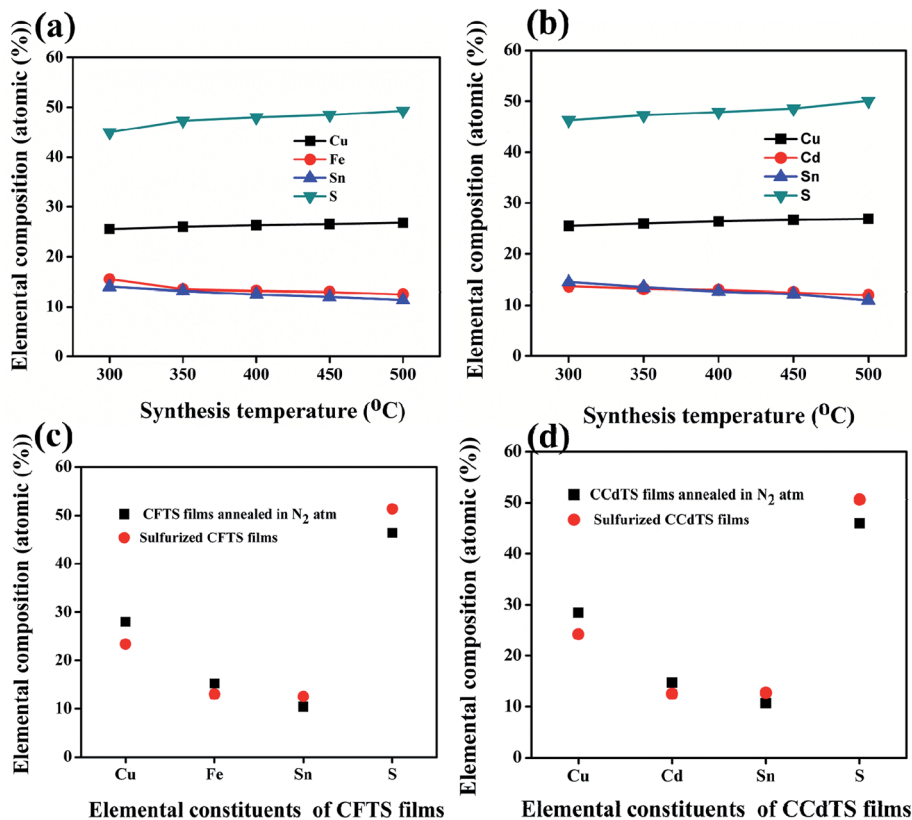 (a)
Elemental composition (atomic (%))
60
50
40
30
20
10
0
Cu
Fe
Sn
S
300 350 400 450 500
Synthesis temperature (⁰C)
(b)
Elemental composition (atomic (%))
60
50
40
30
20
10
0
Cu
Cd
Sn
S
300 350 400 450 500
Synthesis temperature (⁰C)
(c)
Elemental composition (atomic (%))
60
50
40
30
20
10
0
CFTS films annealed in N₂ atm
Sulfurized CFTS films
Cu Fe Sn S
Elemental constituents of CFTS films
(d)
Elemental composition (atomic (%))
60
50
40
30
20
10
0
CCdTS films annealed in N₂ atm
Sulfurized CCdTS films
Cu Cd Sn S
Elemental constituents of CCdTS films